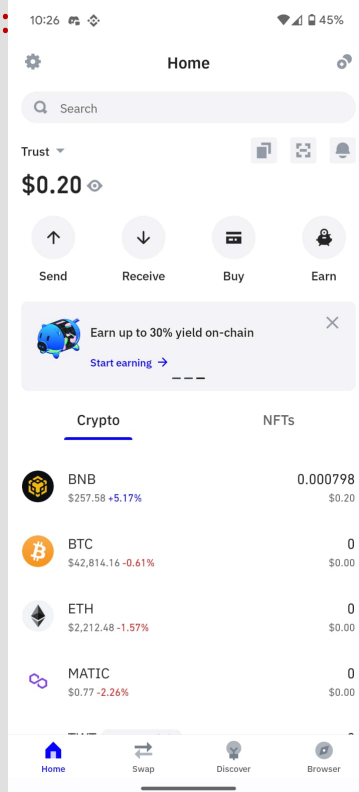 10:26 45%
Home
Search
Trust
$0.20
Send Receive Buy Earn
Earn up to 30% yield on-chain
Start earning →
Crypto NFTs
BNB 0.000798
$257.58 +5.17% $0.20
BTC 0
$42,814.16 -0.61% $0.00
ETH 0
$2,212.48 -1.57% $0.00
MATIC 0
$0.77 -2.26% $0.00
Home Swap Discover Browser